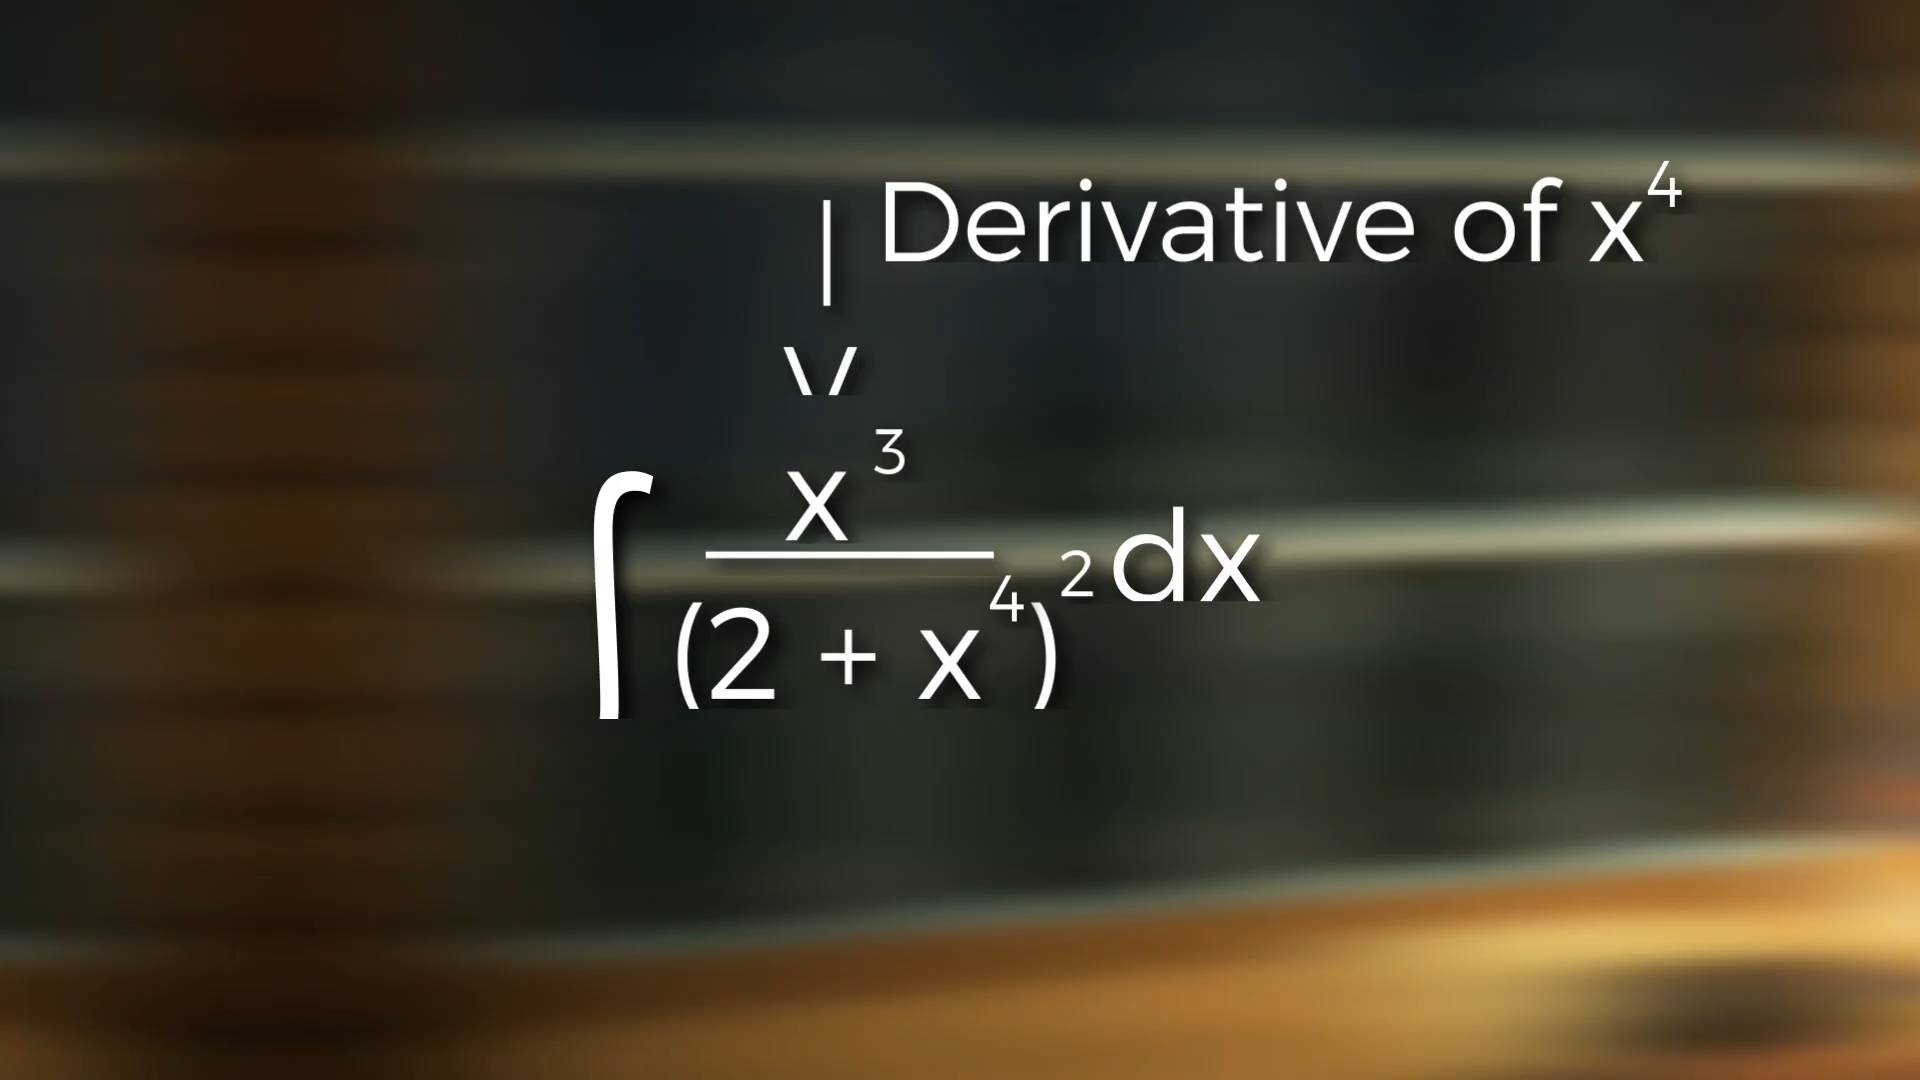 | Derivative of x⁴
V
∫ x³
(2 + x⁴)² dx